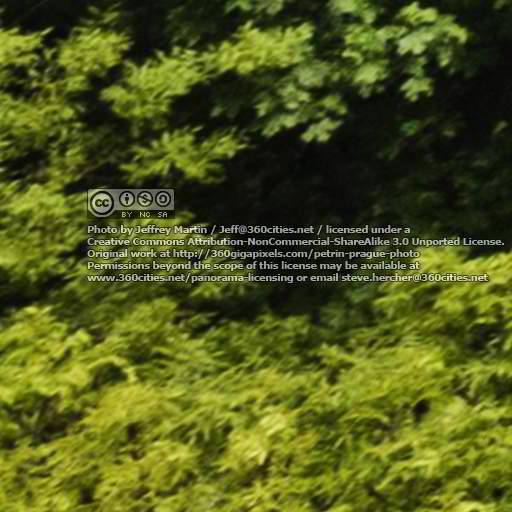 cc
BY NC SA
Photo by Jeffrey Martin / Jeff@360cities.net / licensed under a
Creative Commons Attribution-NonCommercial-ShareAlike 3.0 Unported License.
Original work at http://360gigapixels.com/petrin-prague-photo
Permissions beyond the scope of this license may be available at
www.360cities.net/panorama-licensing or email steve.hercher@360cities.net